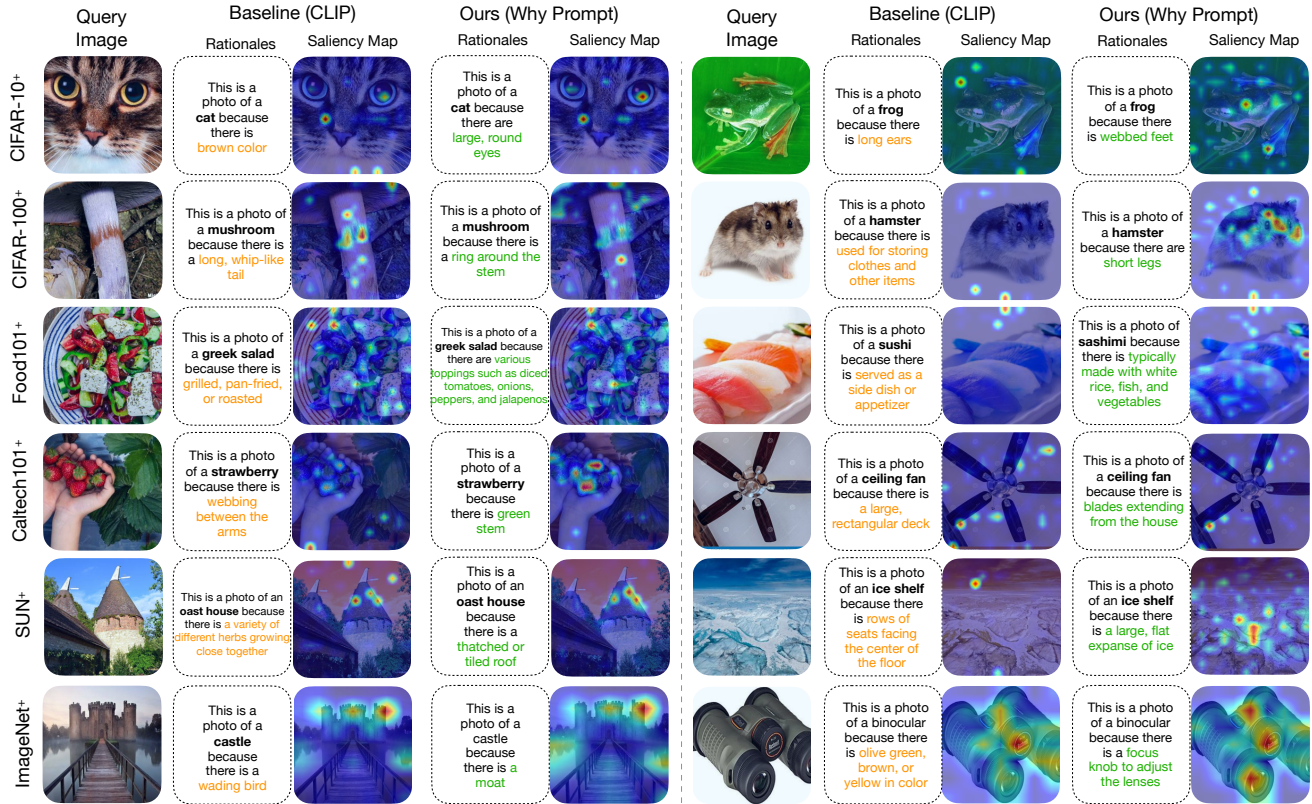 Query
Image
Baseline (CLIP)
Ours (Why Prompt)
Query
Image
Baseline (CLIP)
Ours (Why Prompt)
Rationales
Saliency Map
Rationales
Saliency Map
Rationales
Saliency Map
Rationales
Saliency Map
CIFAR-10+
This is a
photo of a
cat because
there is
brown color
This is a
photo of a
cat because
there are
large, round
eyes
This is a photo
of a frog
because there
is long ears
This is a photo
of a frog
because there
is webbed feet
CIFAR-100+
This is a photo of
a mushroom
because there is
a long, whip-like
tail
This is a photo of
a mushroom
because there is
a ring around the
stem
This is a photo
of a hamster
because there is
used for storing
clothes and
other items
This is a photo of
a hamster
because there are
short legs
Food101+
This is a photo of
a greek salad
because there is
grilled, pan-fried,
or roasted
This is a photo of a
greek salad because
there are various
toppings such as diced
tomatoes, onions,
peppers, and jalapenos
This is a photo
of a sushi
because there
is served as a
side dish or
appetizer
This is a photo of
sashimi because
there is typically
made with white
rice, fish, and
vegetables
Caltech101+
This is a photo
of a strawberry
because there is
webbing
between the
arms
This is a
photo of a
strawberry
because
there is green
stem
This is a photo
of a ceiling fan
because there is
a large,
rectangular deck
This is a photo of
a ceiling fan
because there is
blades extending
from the house
SUN+
This is a photo of an
oast house because
there is a variety of
different herbs growing
close together
This is a
photo of an
oast house
because
there is a
thatched or
tiled roof
This is a photo
of an ice shelf
because there
is rows of
seats facing
the center of
the floor
This is a photo
of an ice shelf
because there
is a large, flat
expanse of ice
ImageNet+
This is a
photo of a
castle
because
there is a
wading bird
This is a
photo of a
castle
because
there is a
moat
This is a photo
of a binocular
because there
is olive green,
brown, or
yellow in color
This is a photo
of a binocular
because there
is a focus
knob to adjust
the lenses